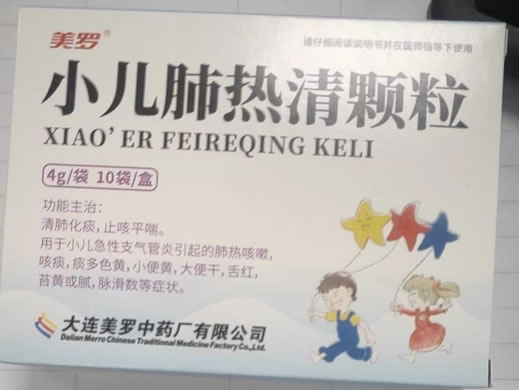 美罗®
请仔细阅读说明书并在医师指导下使用
小儿肺热清颗粒
XIAO' ER FEIREQING KELI
4g/袋 10袋/盒
功能主治：
清肺化痰，止咳平喘。
用于小儿急性支气管炎引起的肺热咳嗽，
咳痰，痰多色黄，小便黄，大便干，舌红，
苔黄或腻，脉滑数等症状。
大连美罗中药厂有限公司
Dalian Merro Chinese Traditional Medicine Factory Co.,Ltd.